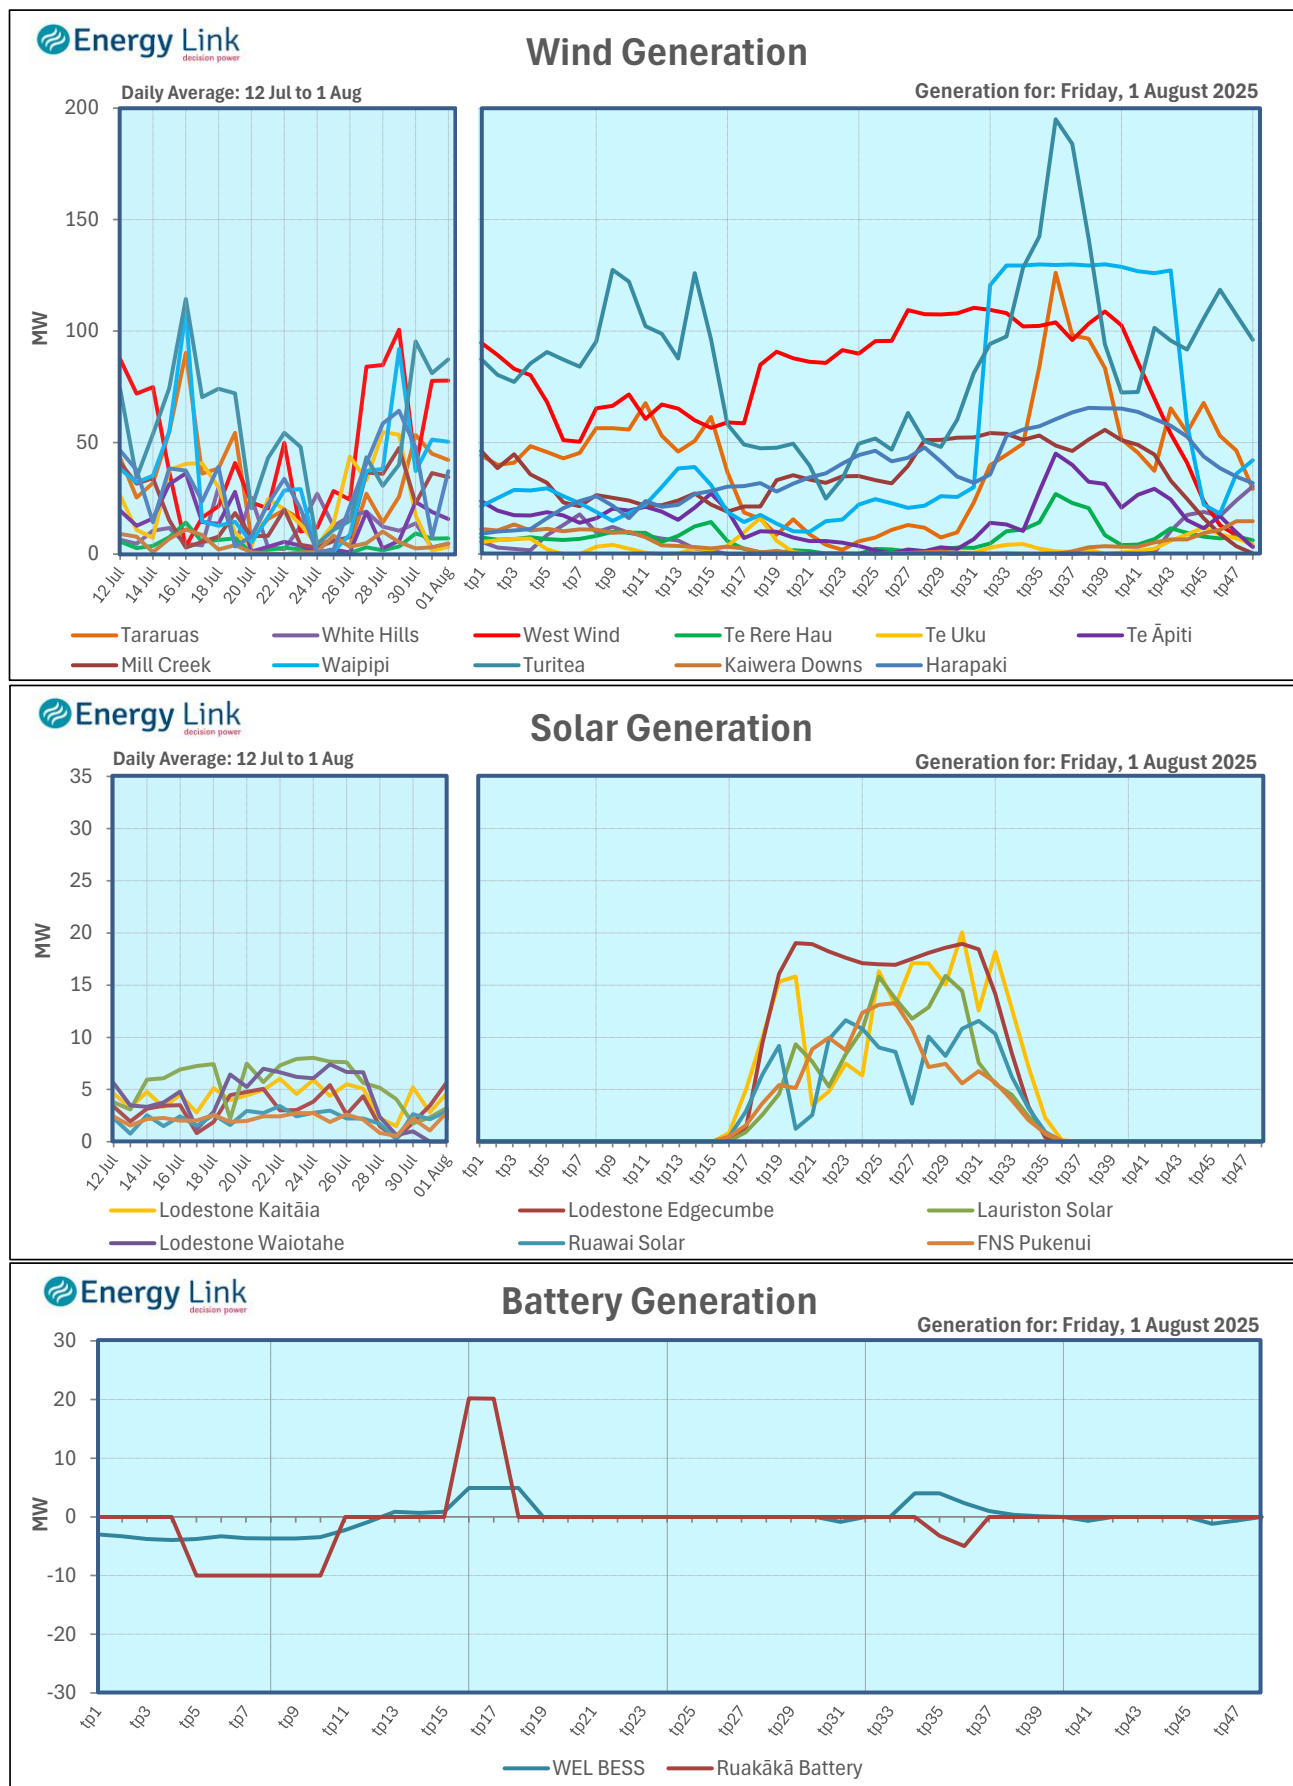 Energy Link
decision power
Wind Generation
Daily Average: 12 Jul to 1 Aug
Generation for: Friday, 1 August 2025
200
150
100
50
0
MW
12 Jul
14 Jul
16 Jul
18 Jul
20 Jul
22 Jul
24 Jul
26 Jul
28 Jul
30 Jul
01 Aug
tp1
tp3
tp5
tp7
tp9
tp11
tp13
tp15
tp17
tp19
tp21
tp23
tp25
tp27
tp29
tp31
tp33
tp35
tp37
tp39
tp41
tp43
tp45
tp47
Tararuas White Hills West Wind Te Rere Hau Te Uku Te Āpiti
Mill Creek Waipipi Turitea Kaiwera Downs Harapaki
Energy Link
decision power
Solar Generation
Daily Average: 12 Jul to 1 Aug
Generation for: Friday, 1 August 2025
35
30
25
20
15
10
5
0
MW
12 Jul
14 Jul
16 Jul
18 Jul
20 Jul
22 Jul
24 Jul
26 Jul
28 Jul
30 Jul
01 Aug
tp1
tp3
tp5
tp7
tp9
tp11
tp13
tp15
tp17
tp19
tp21
tp23
tp25
tp27
tp29
tp31
tp33
tp35
tp37
tp39
tp41
tp43
tp45
tp47
Lodestone Kaitāia Lodestone Edgecumbe Lauriston Solar
Lodestone Waiotahe Ruawai Solar FNS Pukenui
Energy Link
decision power
Battery Generation
Generation for: Friday, 1 August 2025
30
20
10
0
-10
-20
-30
MW
tp1
tp3
tp5
tp7
tp9
tp11
tp13
tp15
tp17
tp19
tp21
tp23
tp25
tp27
tp29
tp31
tp33
tp35
tp37
tp39
tp41
tp43
tp45
tp47
WEL BESS Ruakākā Battery